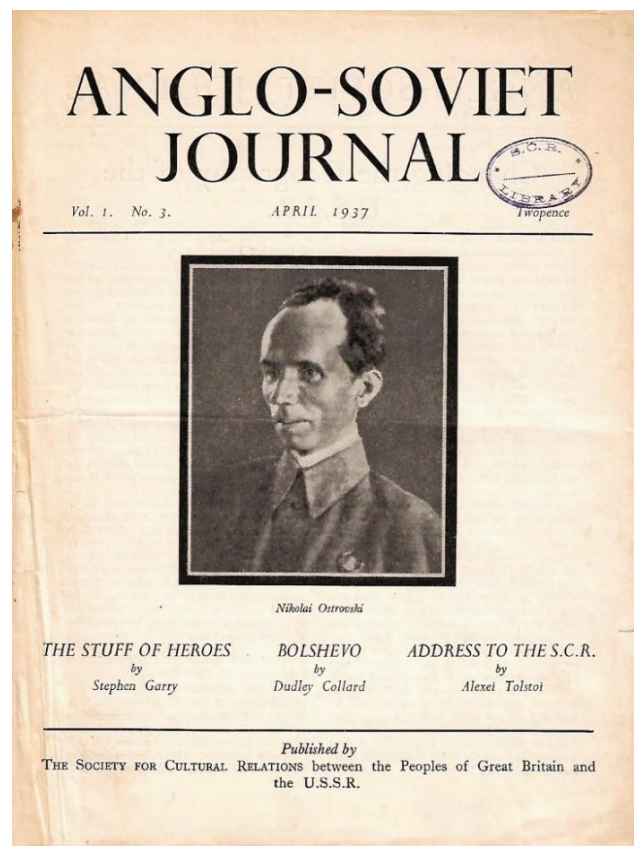 ANGLO-SOVIET
JOURNAL
S.C.R.
LIBRARY
Vol. 1. No. 3. APRIL 1937 Twopence
Nikolai Ostrovski
THE STUFF OF HEROES BOLSHEVO ADDRESS TO THE S.C.R.
by by by
Stephen Garry Dudley Collard Alexei Tolstoi
Published by
THE SOCIETY FOR CULTURAL RELATIONS between the Peoples of Great Britain and
the U.S.S.R.